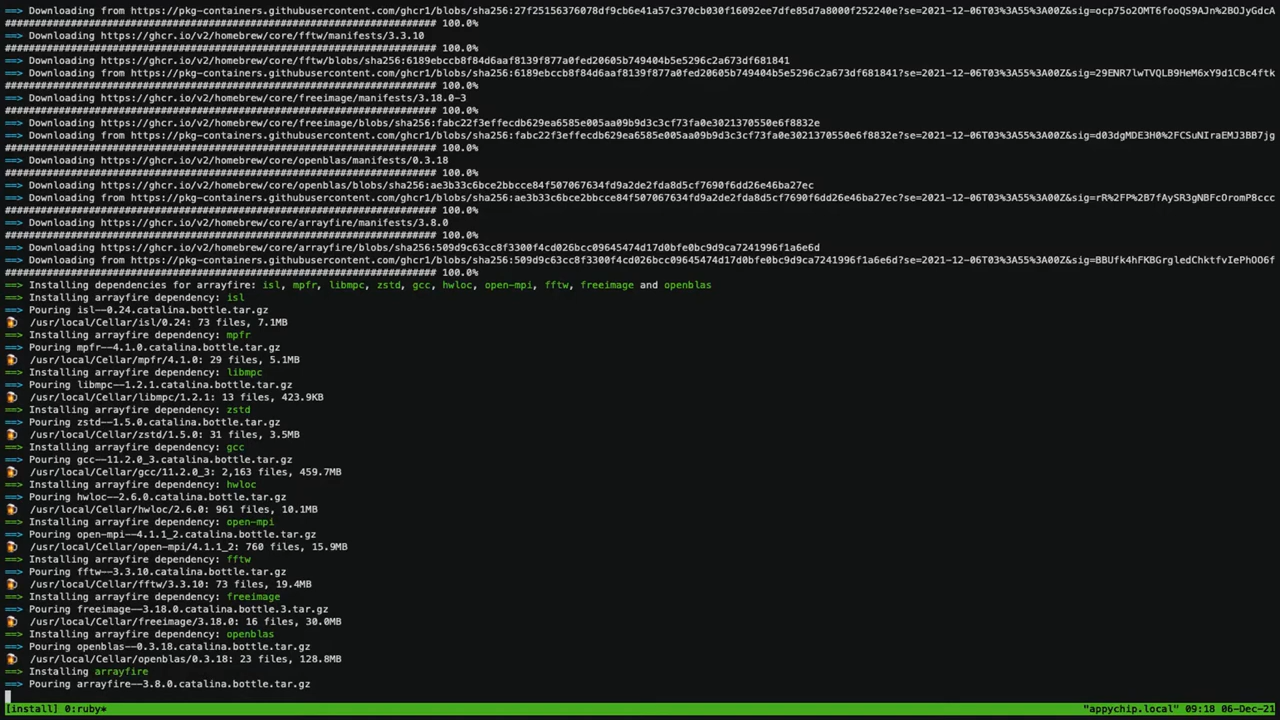 ==> Downloading from https://pkg-containers.githubusercontent.com/ghcr1/blobs/sha256:27f25156376078df9cb6e41a57c370cb030f16092ee7dfe85d7a8000f252240e?se=2021-12-06T03%3A55%3A00Z&sig=ocp75o2OMT6fooQS9AJn%2BOJyGdcA
######################################################################## 100.0%
==> Downloading https://ghcr.io/v2/homebrew/core/fftw/manifests/3.3.10
######################################################################## 100.0%
==> Downloading https://ghcr.io/v2/homebrew/core/fftw/blobs/sha256:6189ebccb8f84d6aaf8139f877a0fed20605b749404b5e5296c2a673df681841
==> Downloading from https://pkg-containers.githubusercontent.com/ghcr1/blobs/sha256:6189ebccb8f84d6aaf8139f877a0fed20605b749404b5e5296c2a673df681841?se=2021-12-06T03%3A55%3A00Z&sig=29ENR7lwTVQLB9HeM6xY9d1CBc4ftk
######################################################################## 100.0%
==> Downloading https://ghcr.io/v2/homebrew/core/freeimage/manifests/3.18.0-3
######################################################################## 100.0%
==> Downloading https://ghcr.io/v2/homebrew/core/freeimage/blobs/sha256:fabc22f3effecdb629ea6585e005aa09b9d3c3cf73fa0e3021370550e6f8832e
==> Downloading from https://pkg-containers.githubusercontent.com/ghcr1/blobs/sha256:fabc22f3effecdb629ea6585e005aa09b9d3c3cf73fa0e3021370550e6f8832e?se=2021-12-06T03%3A55%3A00Z&sig=d03dgMDE3H0%2FCSuNIraEMJ3BB7jg
######################################################################## 100.0%
==> Downloading https://ghcr.io/v2/homebrew/core/openblas/manifests/0.3.18
######################################################################## 100.0%
==> Downloading https://ghcr.io/v2/homebrew/core/openblas/blobs/sha256:ae3b33c6bce2bbcce84f507067634fd9a2de2fda8d5cf7690f6dd26e46ba27ec
==> Downloading from https://pkg-containers.githubusercontent.com/ghcr1/blobs/sha256:ae3b33c6bce2bbcce84f507067634fd9a2de2fda8d5cf7690f6dd26e46ba27ec?se=2021-12-06T03%3A55%3A00Z&sig=rR%2FP%2B7fAySR3gNBFcOromP8ccc
######################################################################## 100.0%
==> Downloading https://ghcr.io/v2/homebrew/core/arrayfire/manifests/3.8.0
######################################################################## 100.0%
==> Downloading https://ghcr.io/v2/homebrew/core/arrayfire/blobs/sha256:509d9c63cc8f3300f4cd026bcc09645474d17d0bfe0bc9d9ca7241996f1a6e6d
==> Downloading from https://pkg-containers.githubusercontent.com/ghcr1/blobs/sha256:509d9c63cc8f3300f4cd026bcc09645474d17d0bfe0bc9d9ca7241996f1a6e6d?se=2021-12-06T03%3A55%3A00Z&sig=BBUfk4hFKBGrgledChktfvIePhOO6f
######################################################################## 100.0%
==> Installing dependencies for arrayfire: isl, mpfr, libmpc, zstd, gcc, hwloc, open-mpi, fftw, freeimage and openblas
==> Installing arrayfire dependency: isl
==> Pouring isl--0.24.catalina.bottle.tar.gz
🍺 /usr/local/Cellar/isl/0.24: 73 files, 7.1MB
==> Installing arrayfire dependency: mpfr
==> Pouring mpfr--4.1.0.catalina.bottle.tar.gz
🍺 /usr/local/Cellar/mpfr/4.1.0: 29 files, 5.1MB
==> Installing arrayfire dependency: libmpc
==> Pouring libmpc--1.2.1.catalina.bottle.tar.gz
🍺 /usr/local/Cellar/libmpc/1.2.1: 13 files, 423.9KB
==> Installing arrayfire dependency: zstd
==> Pouring zstd--1.5.0.catalina.bottle.tar.gz
🍺 /usr/local/Cellar/zstd/1.5.0: 31 files, 3.5MB
==> Installing arrayfire dependency: gcc
==> Pouring gcc--11.2.0_3.catalina.bottle.tar.gz
🍺 /usr/local/Cellar/gcc/11.2.0_3: 2,163 files, 459.7MB
==> Installing arrayfire dependency: hwloc
==> Pouring hwloc--2.6.0.catalina.bottle.tar.gz
🍺 /usr/local/Cellar/hwloc/2.6.0: 961 files, 10.1MB
==> Installing arrayfire dependency: open-mpi
==> Pouring open-mpi--4.1.1_2.catalina.bottle.tar.gz
🍺 /usr/local/Cellar/open-mpi/4.1.1_2: 760 files, 15.9MB
==> Installing arrayfire dependency: fftw
==> Pouring fftw--3.3.10.catalina.bottle.tar.gz
🍺 /usr/local/Cellar/fftw/3.3.10: 73 files, 19.4MB
==> Installing arrayfire dependency: freeimage
==> Pouring freeimage--3.18.0.catalina.bottle.3.tar.gz
🍺 /usr/local/Cellar/freeimage/3.18.0: 16 files, 30.0MB
==> Installing arrayfire dependency: openblas
==> Pouring openblas--0.3.18.catalina.bottle.tar.gz
🍺 /usr/local/Cellar/openblas/0.3.18: 23 files, 128.8MB
==> Installing arrayfire
==> Pouring arrayfire--3.8.0.catalina.bottle.tar.gz
[install] 0:ruby* "appychip.local" 09:18 06-Dec-21